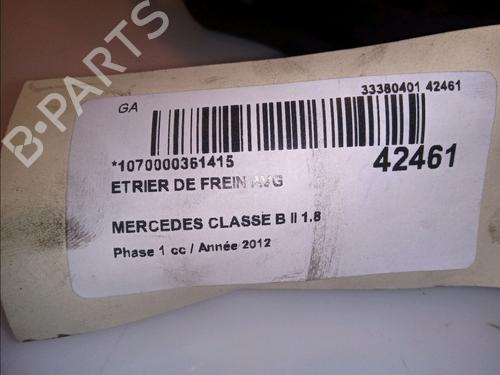 GA
33380401 42461
*1070000361415
42461
ETRIER DE FREIN AVG
MERCEDES CLASSE B II 1.8
Phase 1 cc / Année 2012
B-PARTS